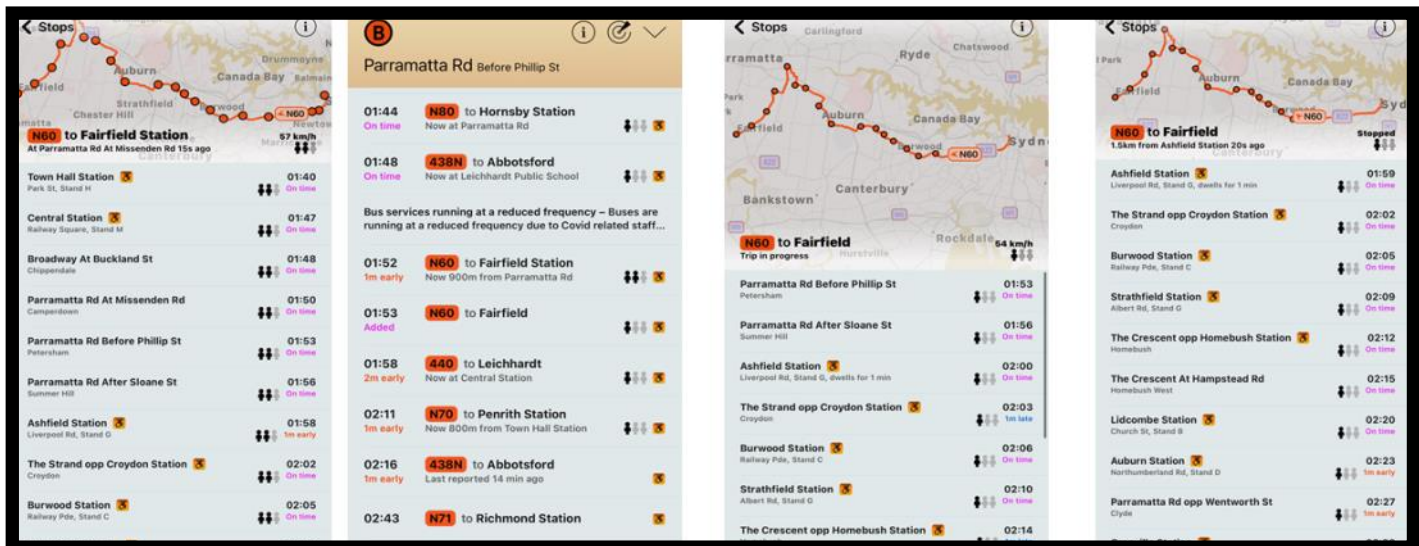 Stops
i
Drummoyne
Auburn
Canada Bay
Balmain
Fairfield
Strathfield
Burwood
Chester Hill
N60
Newtown
N60 to Fairfield Station
57 km/h
At Parramatta Rd At Missenden Rd 15s ago
Canterbury
Town Hall Station 01:40
Park St, Stand H On time
Central Station 01:47
Railway Square, Stand M On time
Broadway At Buckland St 01:48
Chippendale On time
Parramatta Rd At Missenden Rd 01:50
Camperdown On time
Parramatta Rd Before Phillip St 01:53
Petersham On time
Parramatta Rd After Sloane St 01:56
Summer Hill On time
Ashfield Station 01:58
Liverpool Rd, Stand G 1m early
The Strand opp Croydon Station 02:02
Croydon On time
Burwood Station 02:05
Railway Pde, Stand C On time
B
i
Parramatta Rd Before Phillip St
01:44 N80 to Hornsby Station
On time Now at Parramatta Rd
01:48 438N to Abbotsford
On time Now at Leichhardt Public School
Bus services running at a reduced frequency – Buses are
running at a reduced frequency due to Covid related staff...
01:52 N60 to Fairfield Station
1m early Now 900m from Parramatta Rd
01:53 N60 to Fairfield
Added
01:58 440 to Leichhardt
2m early Now at Central Station
02:11 N70 to Penrith Station
1m early Now 800m from Town Hall Station
02:16 438N to Abbotsford
1m early Last reported 14 min ago
02:43 N71 to Richmond Station
Stops
i
Carlingford
Chatswood
Ryde
rramatta
Park
Auburn
Canada Bay
Fairfield
Burwood
N60
Sydn
Canterbury
Bankstown
Rockdale
Hurstville
N60 to Fairfield
54 km/h
Trip in progress
Parramatta Rd Before Phillip St 01:53
Petersham On time
Parramatta Rd After Sloane St 01:56
Summer Hill On time
Ashfield Station 02:00
Liverpool Rd, Stand G, dwells for 1 min On time
The Strand opp Croydon Station 02:03
Croydon 1m late
Burwood Station 02:06
Railway Pde, Stand C On time
Strathfield Station 02:10
Albert Rd, Stand G On time
The Crescent opp Homebush Station 02:14
Stops
i
l Park
Auburn
Canada Bay
Fairfield
N60
Syd
N60 to Fairfield
Stopped
1.5km from Ashfield Station 20s ago
Canterbury
Ashfield Station 01:59
Liverpool Rd, Stand G, dwells for 1 min On time
The Strand opp Croydon Station 02:02
Croydon On time
Burwood Station 02:05
Railway Pde, Stand C On time
Strathfield Station 02:09
Albert Rd, Stand G On time
The Crescent opp Homebush Station 02:12
Homebush On time
The Crescent At Hampstead Rd 02:15
Homebush West On time
Lidcombe Station 02:20
Church St, Stand B On time
Auburn Station 02:23
Northumberland Rd, Stand D 1m early
Parramatta Rd opp Wentworth St 02:27
Clyde 1m early